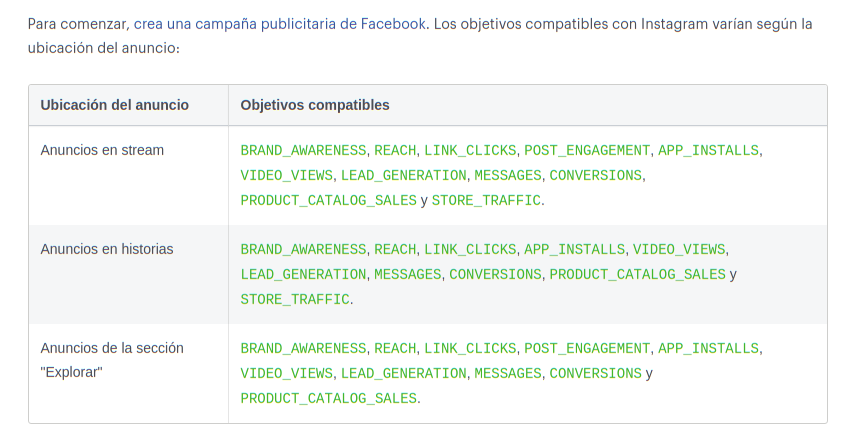 Para comenzar, crea una campaña publicitaria de Facebook. Los objetivos compatibles con Instagram varían según la
ubicación del anuncio:
Ubicación del anuncio
Objetivos compatibles
Anuncios en stream
BRAND_AWARENESS, REACH, LINK_CLICKS, POST_ENGAGEMENT, APP_INSTALLS,
VIDEO_VIEWS, LEAD_GENERATION, MESSAGES, CONVERSIONS,
PRODUCT_CATALOG_SALES y STORE_TRAFFIC.
Anuncios en historias
BRAND_AWARENESS, REACH, LINK_CLICKS, APP_INSTALLS, VIDEO_VIEWS,
LEAD_GENERATION, MESSAGES, CONVERSIONS, PRODUCT_CATALOG_SALES y
STORE_TRAFFIC.
Anuncios de la sección
"Explorar"
BRAND_AWARENESS, REACH, LINK_CLICKS, POST_ENGAGEMENT, APP_INSTALLS,
VIDEO_VIEWS, LEAD_GENERATION, MESSAGES, CONVERSIONS y
PRODUCT_CATALOG_SALES.